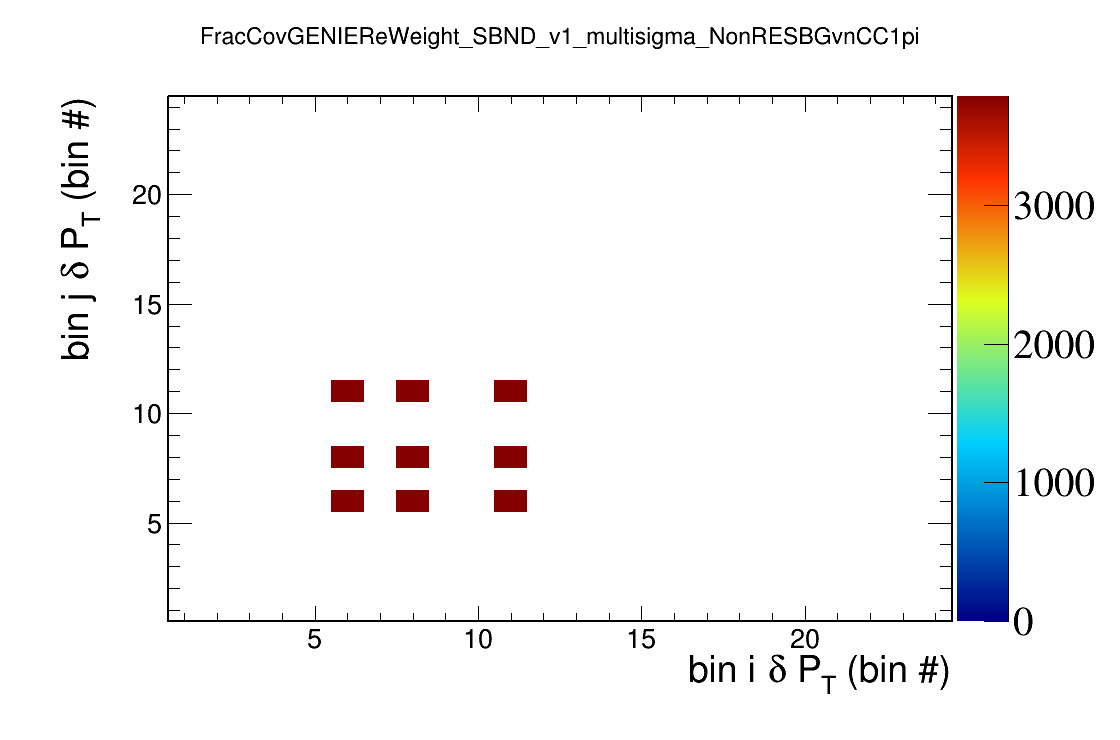 FracCovGENIEReWeight_SBND_v1_multisigma_NonRESBGvnCC1pi
bin j δ P_T (bin #)
20
15
10
5
5 10 15 20
bin i δ P_T (bin #)
3000
2000
1000
0